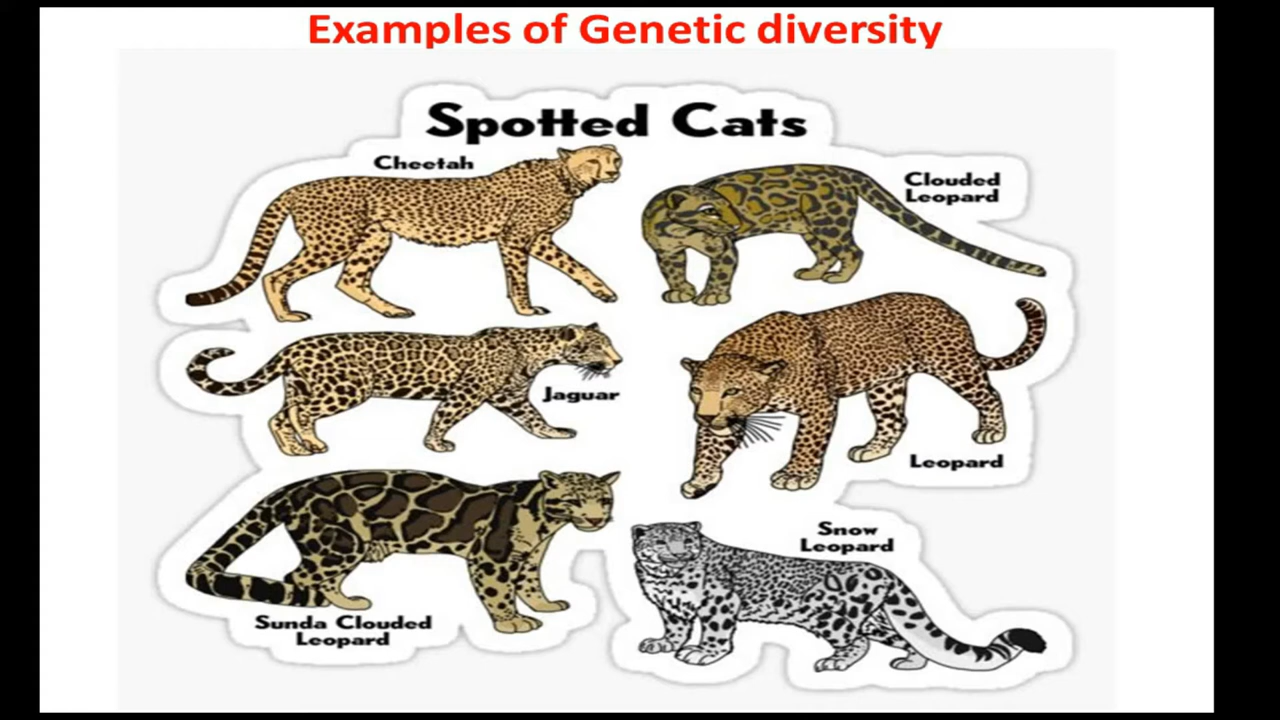 Examples of Genetic diversity
Spotted Cats
Cheetah
Clouded
Leopard
Jaguar
Leopard
Snow
Leopard
Sunda Clouded
Leopard